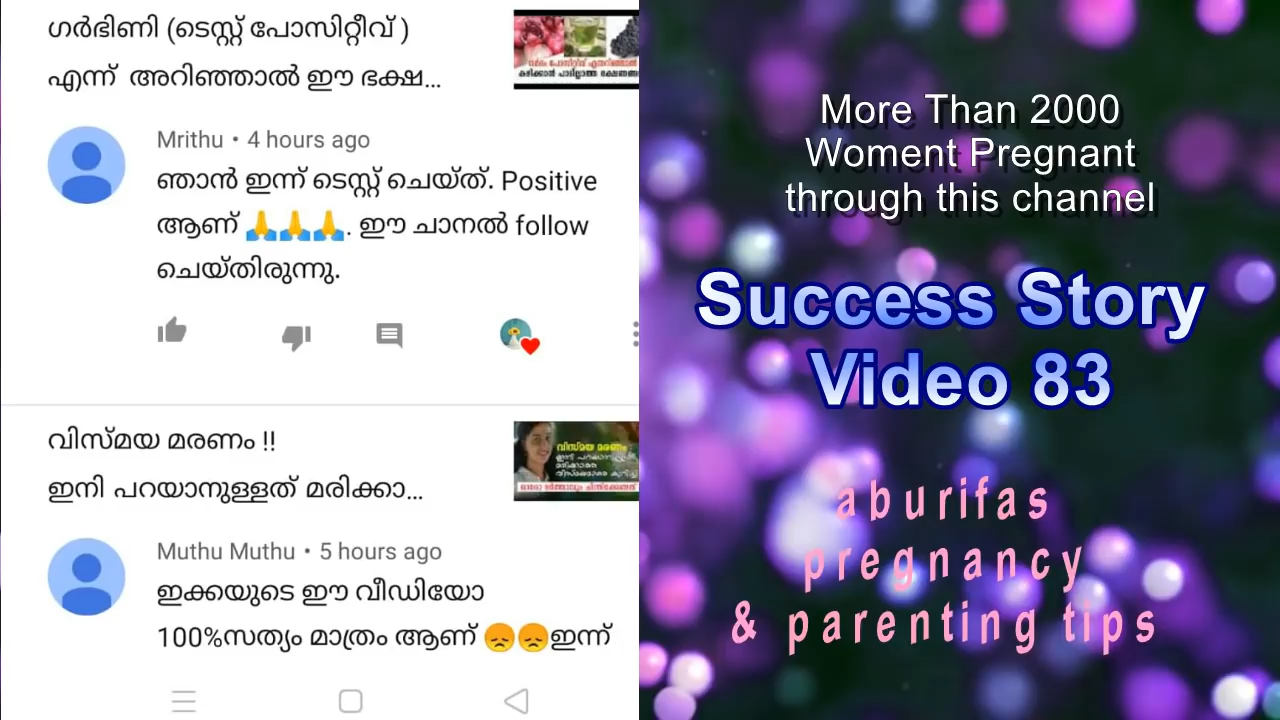 ഗർഭിണി (ടെസ്റ്റ് പോസിറ്റീവ് )
എന്ന് അറിഞ്ഞാൽ ഈ ഭക്ഷ...
Mrithu • 4 hours ago
ഞാൻ ഇന്ന് ടെസ്റ്റ് ചെയ്ത്. Positive
ആണ് 🙏🙏🙏. ഈ ചാനൽ follow
ചെയ്തിരുന്നു.
വിസ്മയ മരണം !!
ഇനി പറയാനുള്ളത് മരിക്കാ...
വിസ്മയ മരണം
Muthu Muthu • 5 hours ago
ഇക്കയുടെ ഈ വീഡിയോ
100%സത്യം മാത്രം ആണ് 😞😞ഇന്ന്
More Than 2000
Woment Pregnant
through this channel
Success Story
Video 83
aburifas
pregnancy
& parenting tips